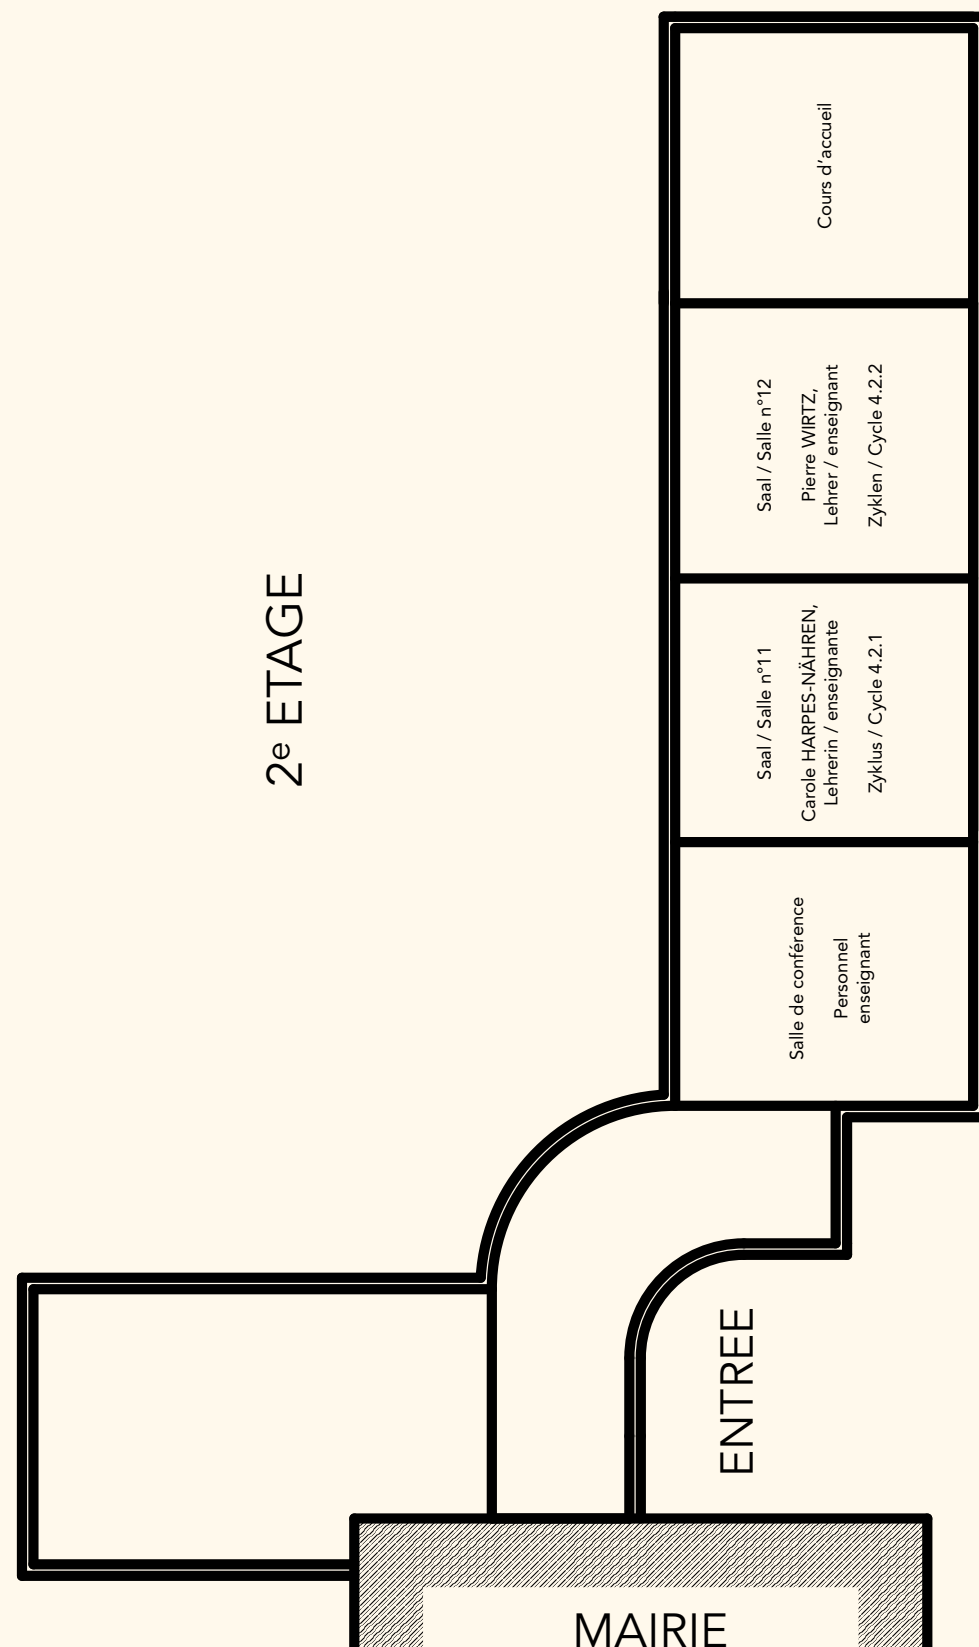 2e ETAGE
Cours d’accueil
Saal / Salle n°12
Pierre WIRTZ,
Lehrer / enseignant
Zyklen / Cycle 4.2.2
Saal / Salle n°11
Carole HARPES-NÄHREN,
Lehrerin / enseignante
Zyklus / Cycle 4.2.1
Salle de conférence
Personnel
enseignant
ENTREE
MAIRIE